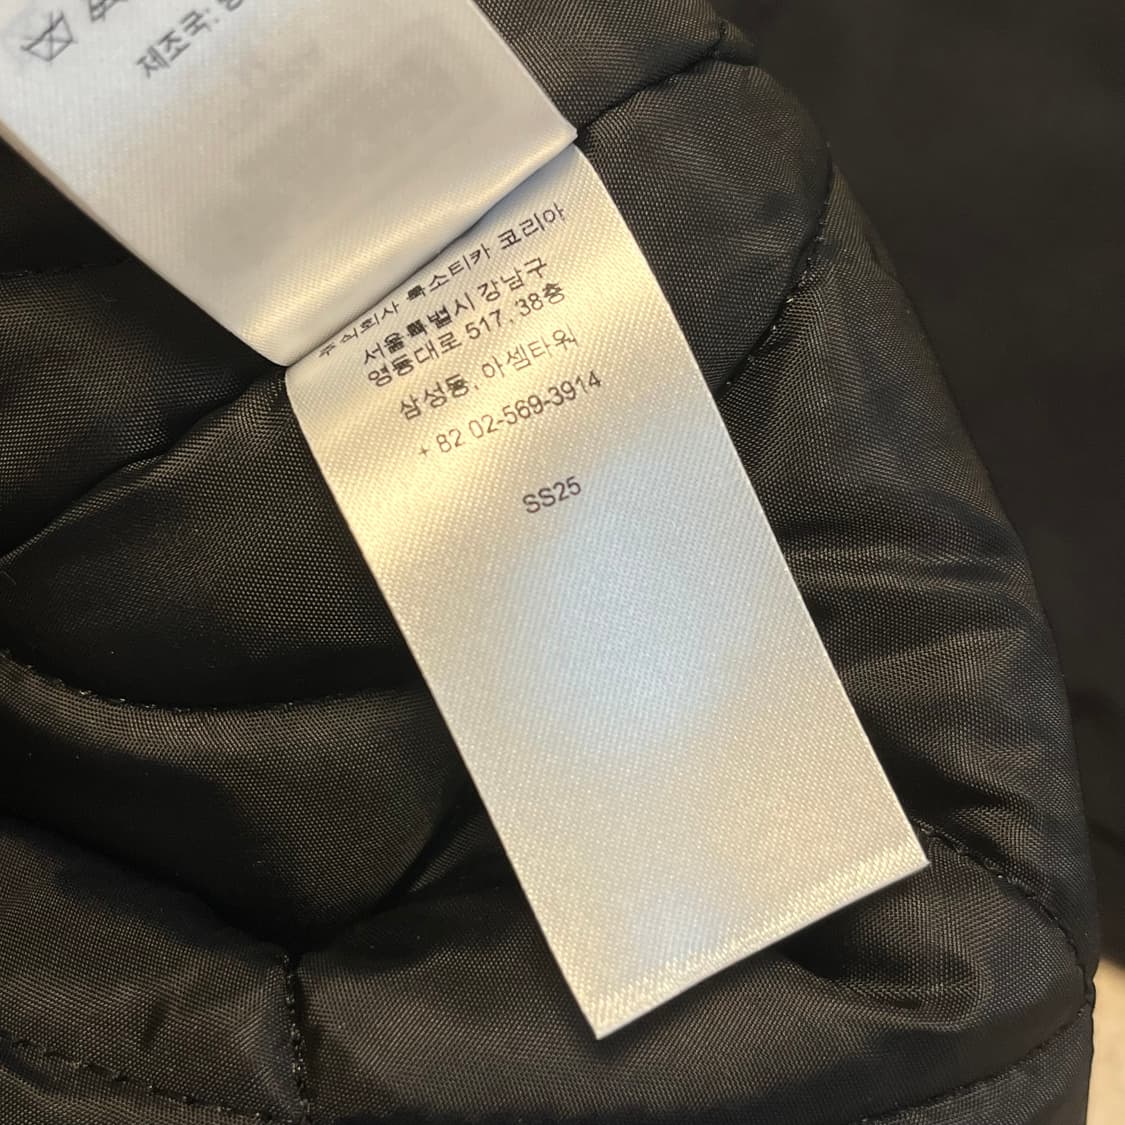 제조국:
주식회사 룩소티카 코리아
서울특별시 강남구
영동대로 517, 38층
삼성동, 아셈타워
+ 82 02-569-3914
SS25